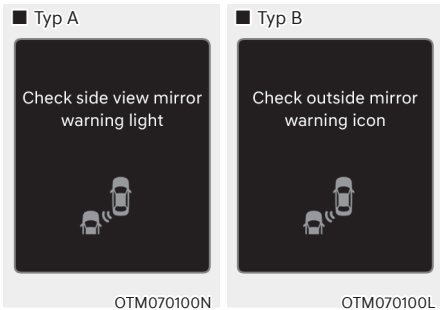 ■ Typ A
Check side view mirror
warning light
OTM070100N
■ Typ B
Check outside mirror
warning icon
OTM070100L